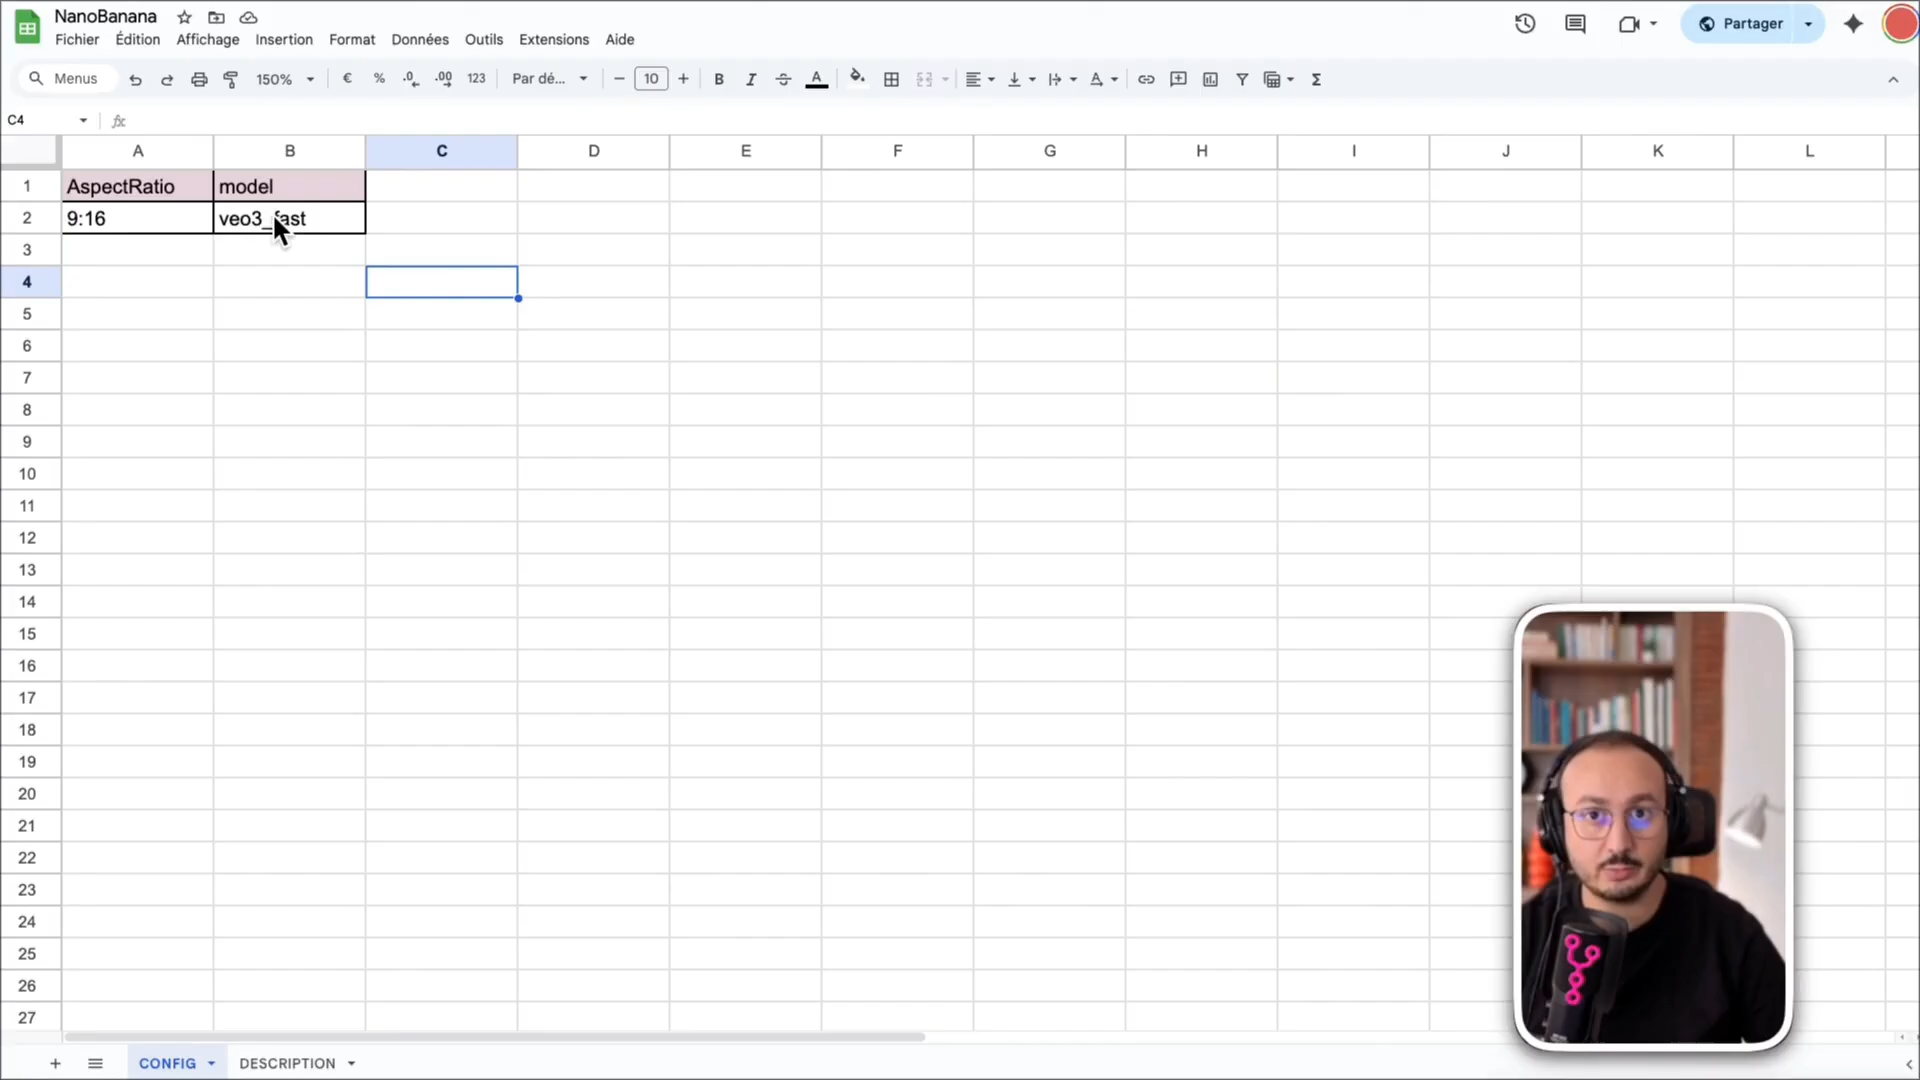 NanoBanana
Fichier Édition Affichage Insertion Format Données Outils Extensions Aide
Partager
Menus 150% € % .0 .00 123 Par dé... − 10 + B I S A Σ
C4 fx
A B C D E F G H I J K L
1 AspectRatio model
2 9:16 veo3_fast
3
4
5
6
7
8
9
10
11
12
13
14
15
16
17
18
19
20
21
22
23
24
25
26
27
+ CONFIG DESCRIPTION